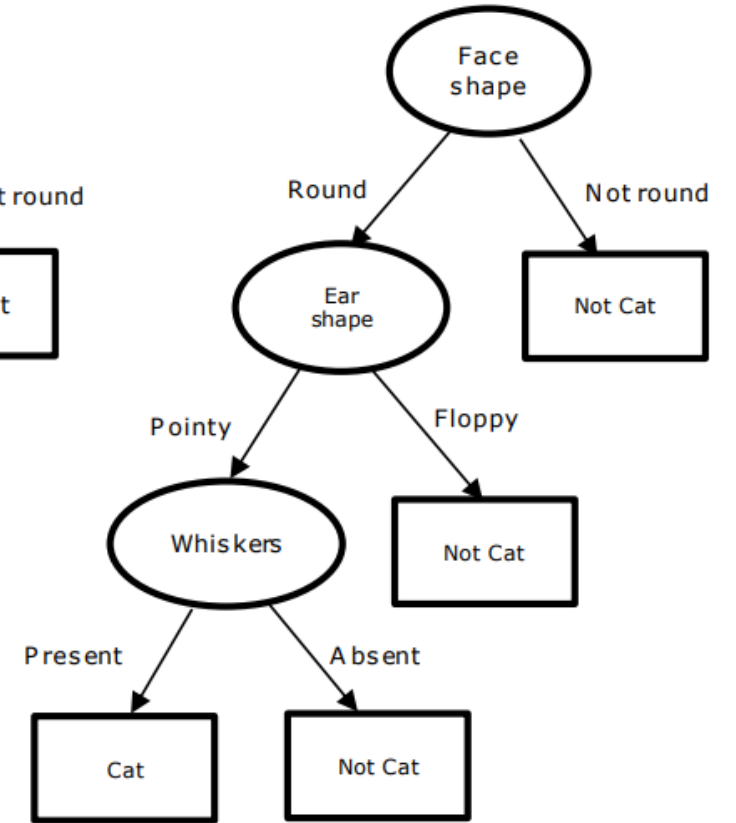 Face
shape
Round
Not round
t round
Ear
shape
Not Cat
t
Pointy
Floppy
Whiskers
Not Cat
Present
Absent
Cat
Not Cat